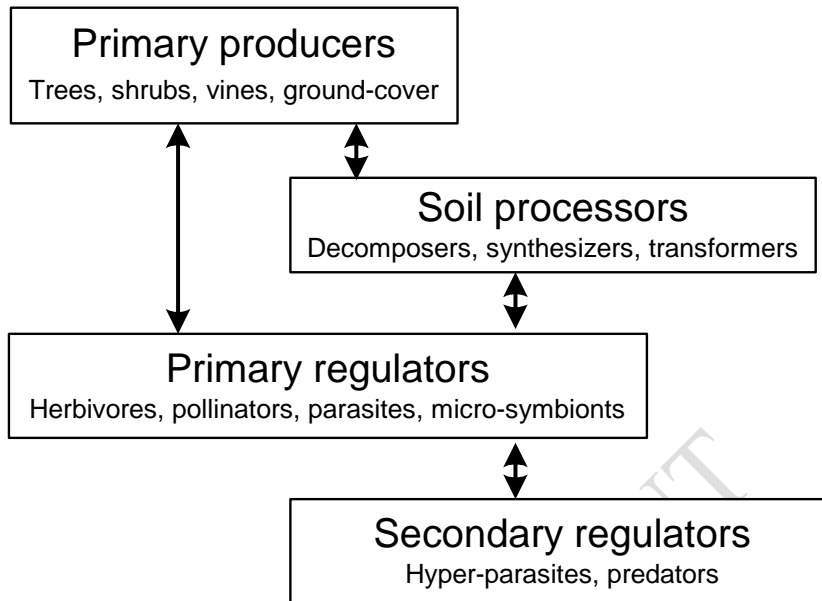 Primary producers
Trees, shrubs, vines, ground-cover
Soil processors
Decomposers, synthesizers, transformers
Primary regulators
Herbivores, pollinators, parasites, micro-symbionts
Secondary regulators
Hyper-parasites, predators